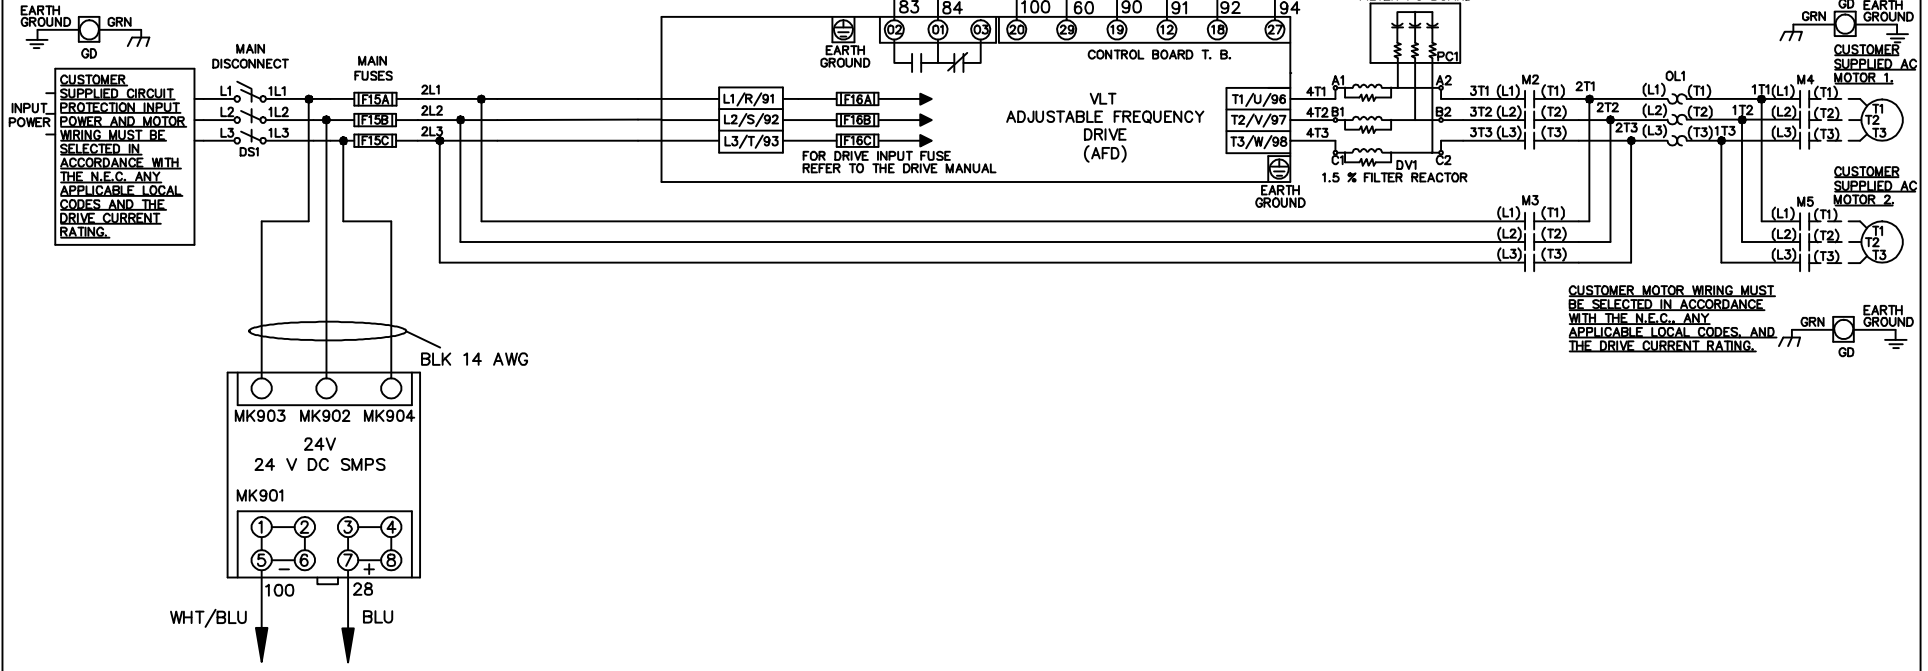 83 84 100 60 90 91 92 94
EARTH
GROUND
GRN
GD
MAIN
DISCONNECT
MAIN
FUSES
CUSTOMER
SUPPLIED CIRCUIT
PROTECTION INPUT
POWER AND MOTOR
WIRING MUST BE
SELECTED IN
ACCORDANCE WITH
THE N.E.C. ANY
APPLICABLE LOCAL
CODES AND THE
DRIVE CURRENT
RATING.
INPUT
POWER
L1 1L1
L2 1L2
L3 1L3
DS1
F15A
F15B
F15C
2L1
2L2
2L3
EARTH
GROUND
02 01 03 20 29 19 12 18 27
CONTROL BOARD T. B.
L1/R/91
L2/S/92
L3/T/93
F16A
F16B
F16C
FOR DRIVE INPUT FUSE
REFER TO THE DRIVE MANUAL
VLT
ADJUSTABLE FREQUENCY
DRIVE
(AFD)
T1/U/96
T2/V/97
T3/W/98
EARTH
GROUND
PC1
4T1 A1 A2
4T2 B1 B2
4T3 C1 C2
DV1
1.5 % FILTER REACTOR
M2
3T1 (L1) (T1) 2T1
3T2 (L2) (T2) 2T2
3T3 (L3) (T3) 2T3
OL1
(L1) (T1) 1T1
(L2) (T2) 1T2
(L3) (T3) 1T3
M4
(L1) (T1)
(L2) (T2)
(L3) (T3)
T1
T2
T3
GD
GRN
EARTH
GROUND
CUSTOMER
SUPPLIED AC
MOTOR 1.
CUSTOMER
SUPPLIED AC
MOTOR 2.
M3
(L1) (T1)
(L2) (T2)
(L3) (T3)
M5
(L1) (T1)
(L2) (T2)
(L3) (T3)
T1
T2
T3
CUSTOMER MOTOR WIRING MUST
BE SELECTED IN ACCORDANCE
WITH THE N.E.C., ANY
APPLICABLE LOCAL CODES, AND
THE DRIVE CURRENT RATING.
GRN
GD
EARTH
GROUND
BLK 14 AWG
MK903 MK902 MK904
24V
24 V DC SMPS
MK901
1 2 3 4
5 6 7 8
− +
100 28
WHT/BLU BLU